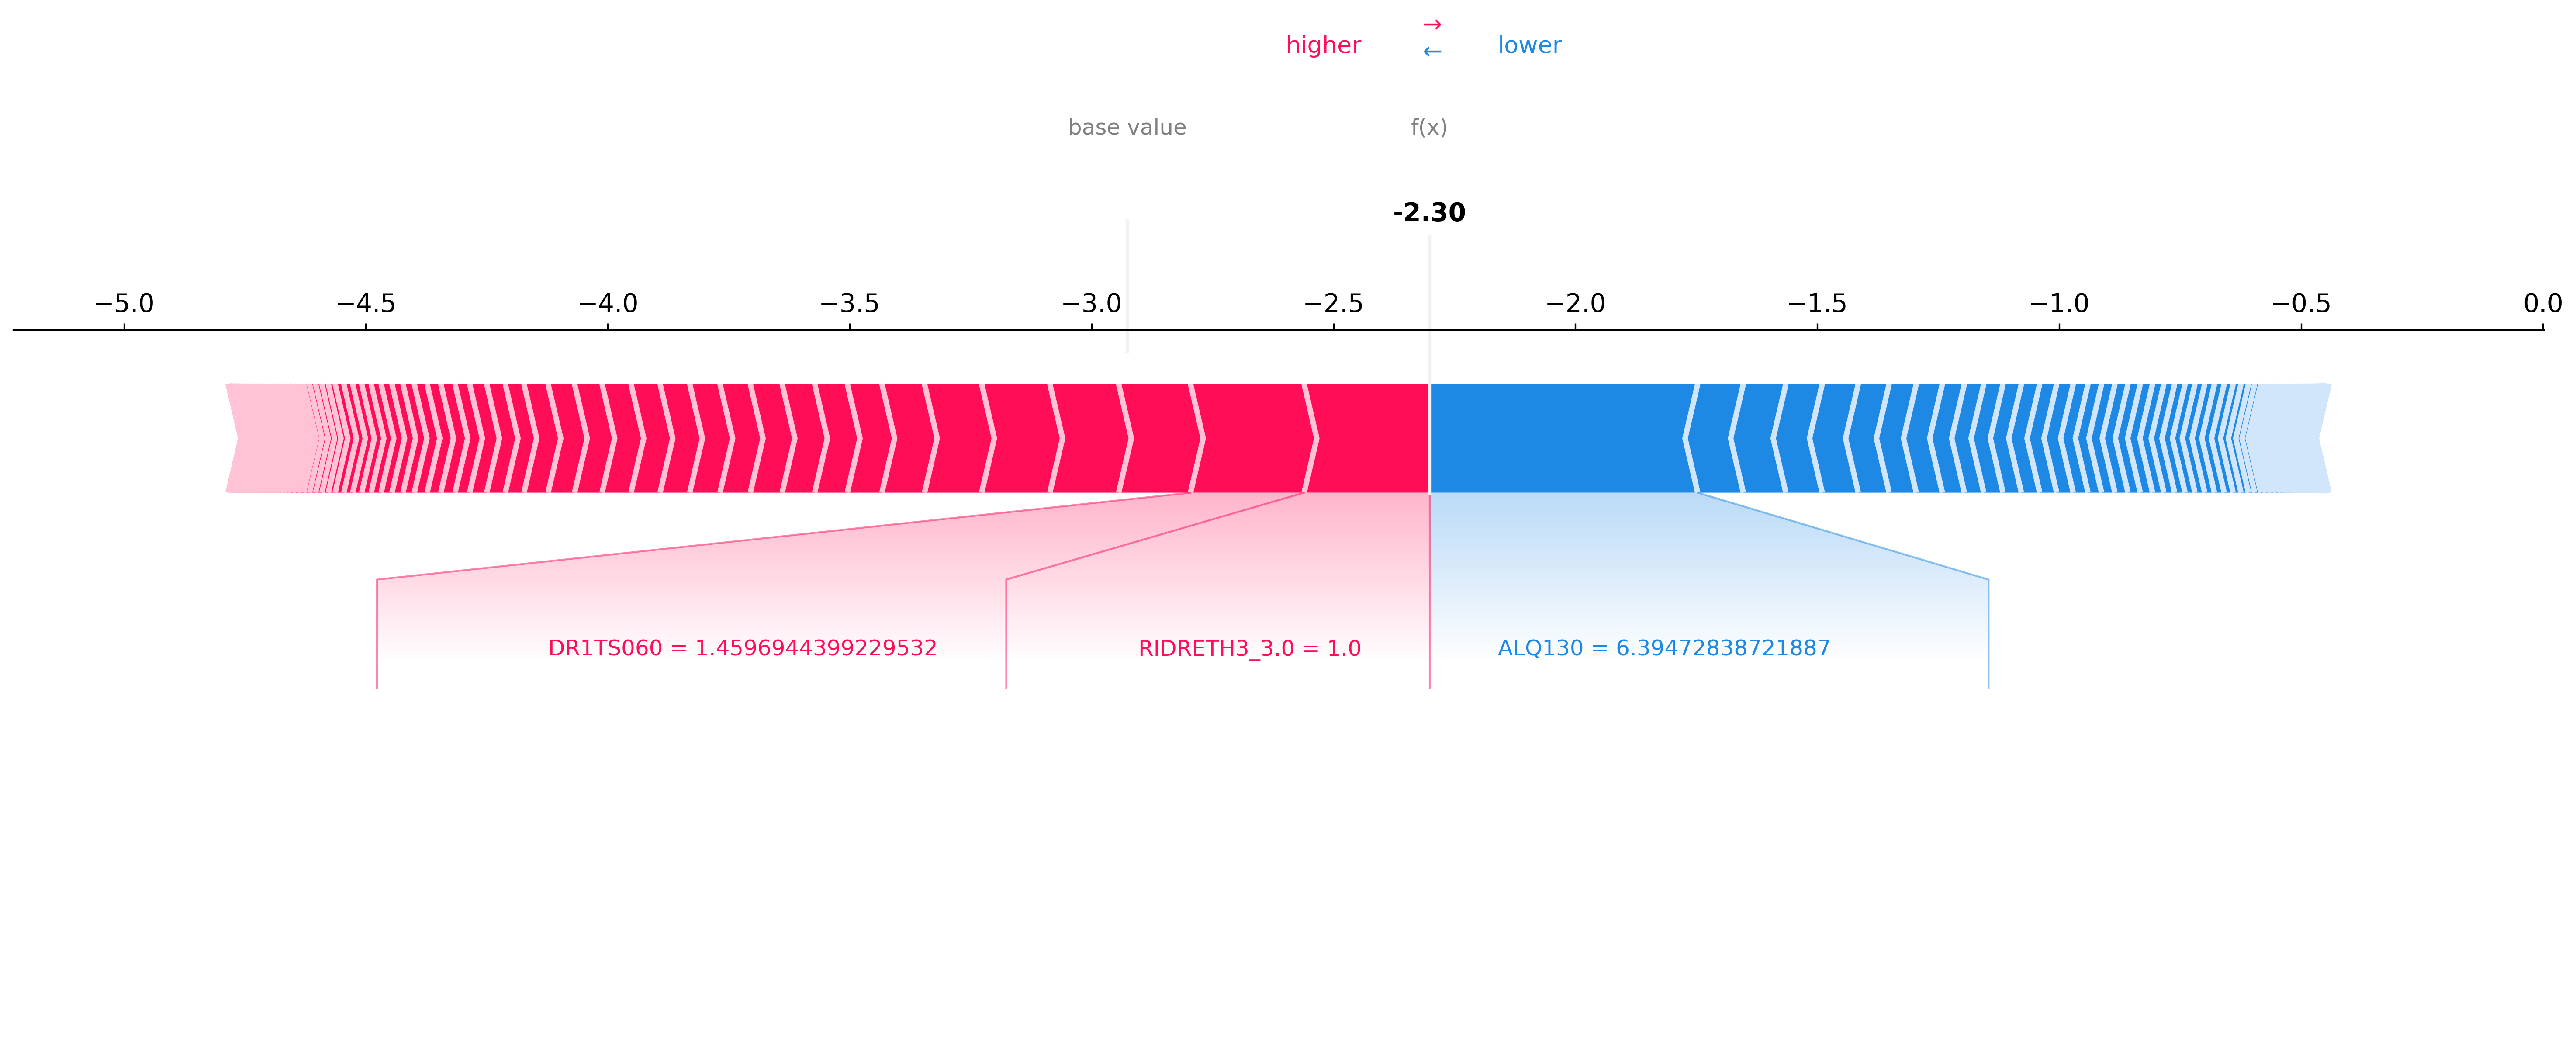 higher → ← lower
base value f(x)
-2.30
−5.0 −4.5 −4.0 −3.5 −3.0 −2.5 −2.0 −1.5 −1.0 −0.5 0.0
DR1TS060 = 1.4596944399229532 RIDRETH3_3.0 = 1.0 ALQ130 = 6.39472838721887